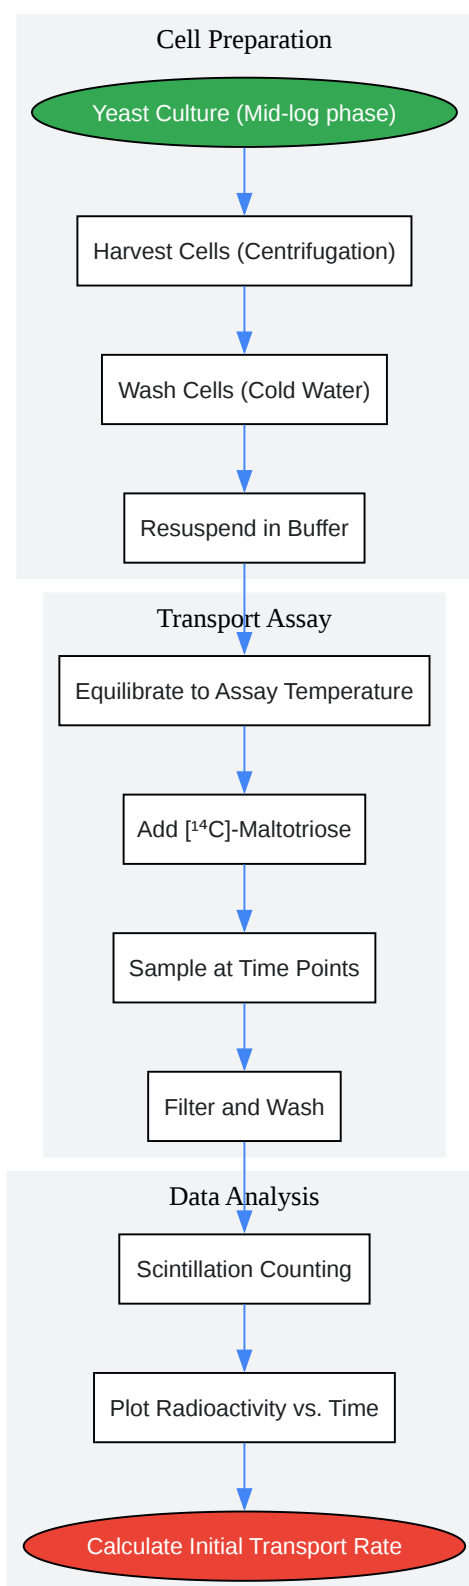 Cell Preparation
Yeast Culture (Mid-log phase)
Harvest Cells (Centrifugation)
Wash Cells (Cold Water)
Resuspend in Buffer
Transport Assay
Equilibrate to Assay Temperature
Add [¹⁴C]-Maltotriose
Sample at Time Points
Filter and Wash
Data Analysis
Scintillation Counting
Plot Radioactivity vs. Time
Calculate Initial Transport Rate